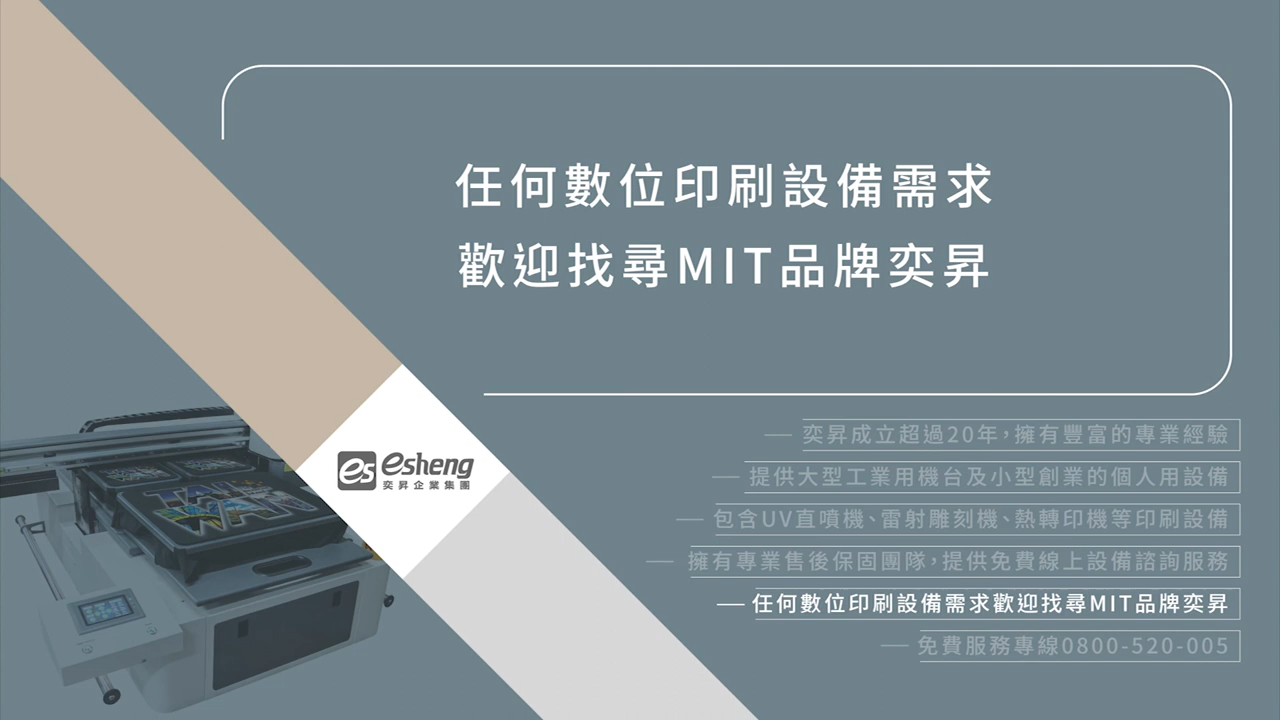 任何數位印刷設備需求
歡迎找尋MIT品牌奕昇
es esheng
奕昇企業集團
奕昇成立超過20年,擁有豐富的專業經驗
提供大型工業用機台及小型創業的個人用設備
包含UV直噴機、雷射雕刻機、熱轉印機等印刷設備
擁有專業售後保固團隊,提供免費線上設備諮詢服務
任何數位印刷設備需求歡迎找尋MIT品牌奕昇
免費服務專線0800-520-005
TAIWAN